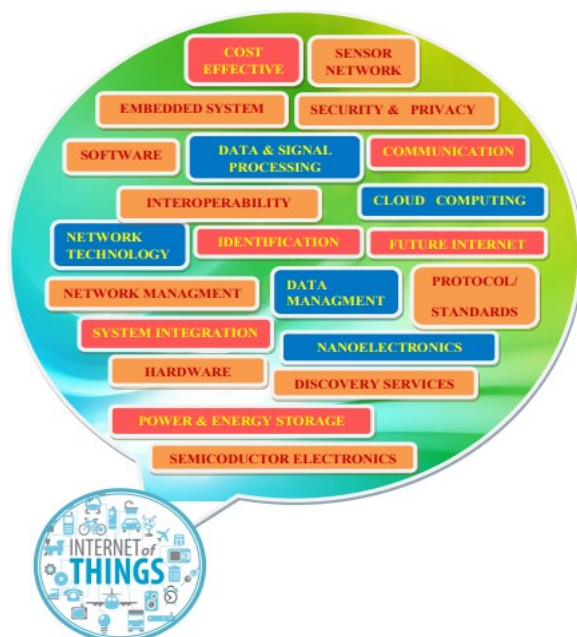 COST
EFFECTIVE
SENSOR
NETWORK
EMBEDDED SYSTEM
SECURITY & PRIVACY
SOFTWARE
DATA & SIGNAL
PROCESSING
COMMUNICATION
INTEROPERABILITY
CLOUD COMPUTING
NETWORK
TECHNOLOGY
IDENTIFICATION
FUTURE INTERNET
NETWORK MANAGMENT
DATA
MANAGMENT
PROTOCOL/
STANDARDS
SYSTEM INTEGRATION
NANOELECTRONICS
HARDWARE
DISCOVERY SERVICES
POWER & ENERGY STORAGE
SEMICODUCTOR ELECTRONICS
INTERNET of
THINGS